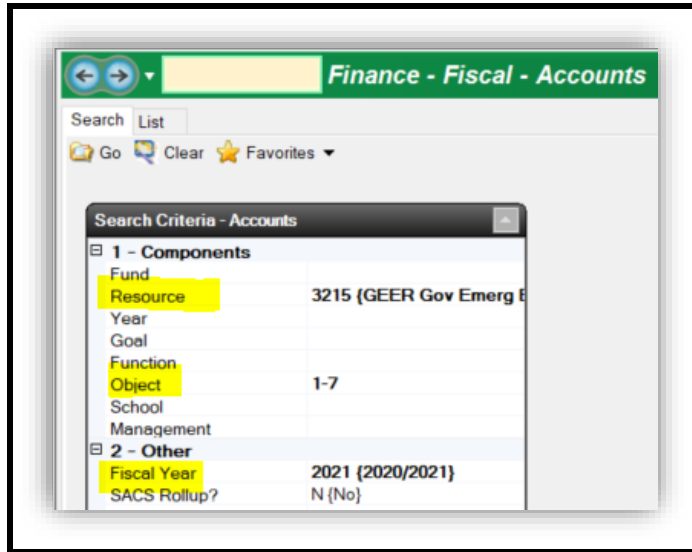 Finance - Fiscal - Accounts
Search List
Go Clear Favorites
Search Criteria - Accounts
1 - Components
Fund
Resource 3215 {GEER Gov Emerg E
Year
Goal
Function
Object 1-7
School
Management
2 - Other
Fiscal Year 2021 {2020/2021}
SACS Rollup? N {No}